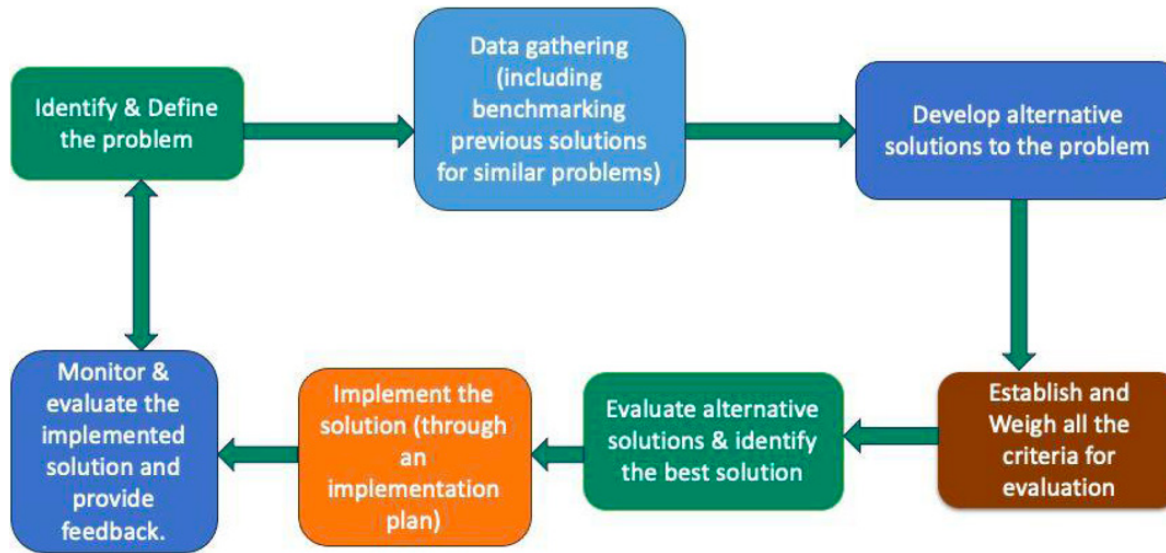 Identify & Define
the problem
Data gathering
(including
benchmarking
previous solutions
for similar problems)
Develop alternative
solutions to the problem
Establish and
Weigh all the
criteria for
evaluation
Evaluate alternative
solutions & identify
the best solution
Implement the
solution (through
an
implementation
plan)
Monitor &
evaluate the
implemented
solution and
provide
feedback.